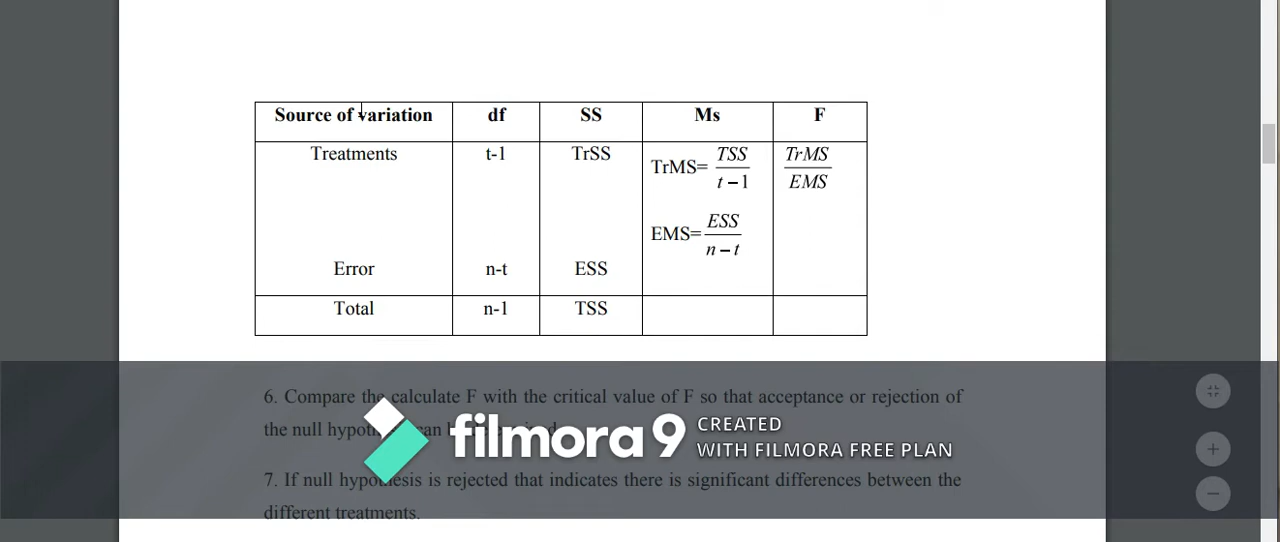 Source of variation df SS Ms F
Treatments t-1 TrSS TrMS= TSS / t – 1 TrMS / EMS
EMS= ESS / n – t
Error n-t ESS
Total n-1 TSS
6. Compare the calculate F with the critical value of F so that acceptance or rejection of
the null can
filmora 9 CREATED
WITH FILMORA FREE PLAN
7. If null hypothesis is rejected that indicates there is significant differences between the
different treatments.